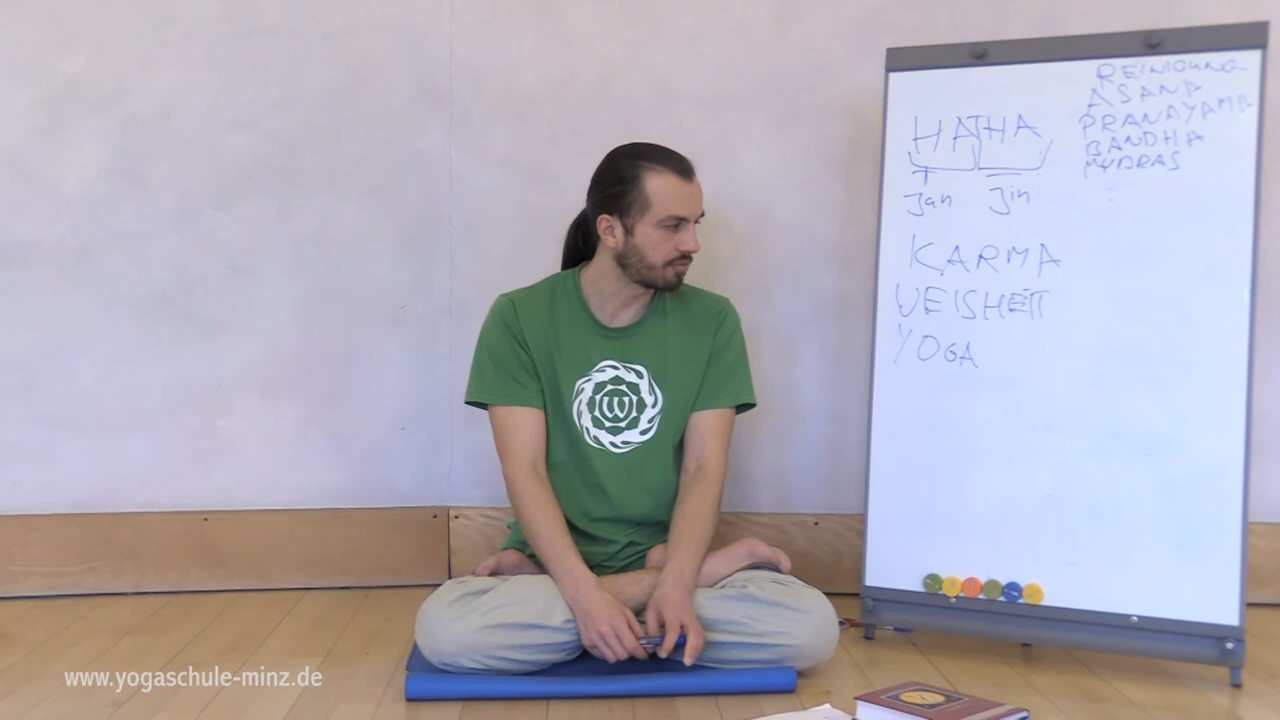 HATHA
Jan Jin
KARMA
WEISHEIT
YOGA
REINIGUNG
ASANA
PRANAYAMA
BANDHA
MUDRAS
W
www.yogaschule-minz.de